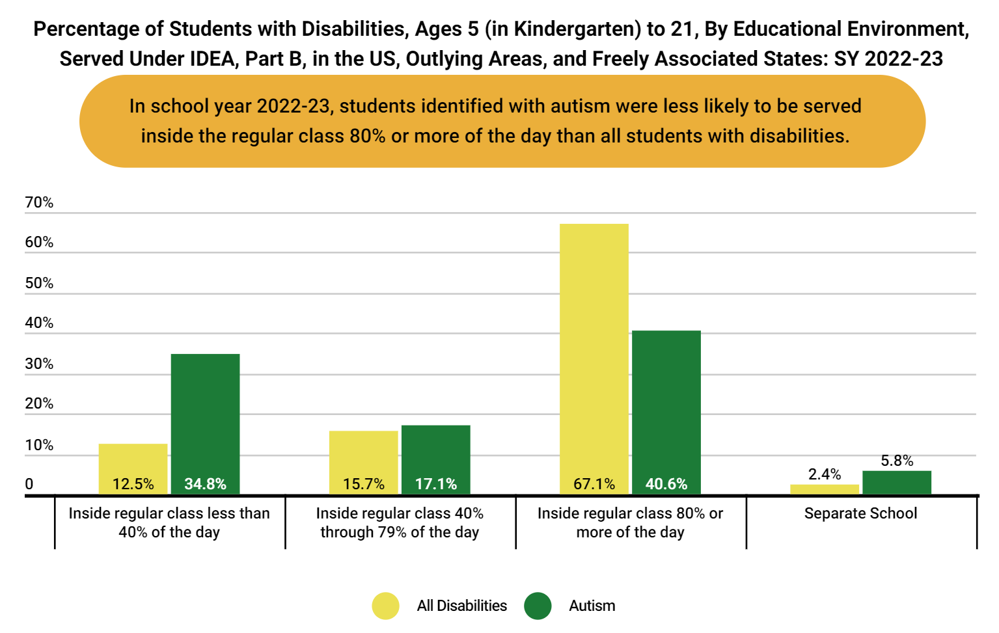 Percentage of Students with Disabilities, Ages 5 (in Kindergarten) to 21, By Educational Environment,
Served Under IDEA, Part B, in the US, Outlying Areas, and Freely Associated States: SY 2022-23
In school year 2022-23, students identified with autism were less likely to be served
inside the regular class 80% or more of the day than all students with disabilities.
70%
60%
50%
40%
30%
20%
10%
0
12.5%
34.8%
15.7%
17.1%
67.1%
40.6%
2.4%
5.8%
Inside regular class less than
40% of the day
Inside regular class 40%
through 79% of the day
Inside regular class 80% or
more of the day
Separate School
All Disabilities
Autism